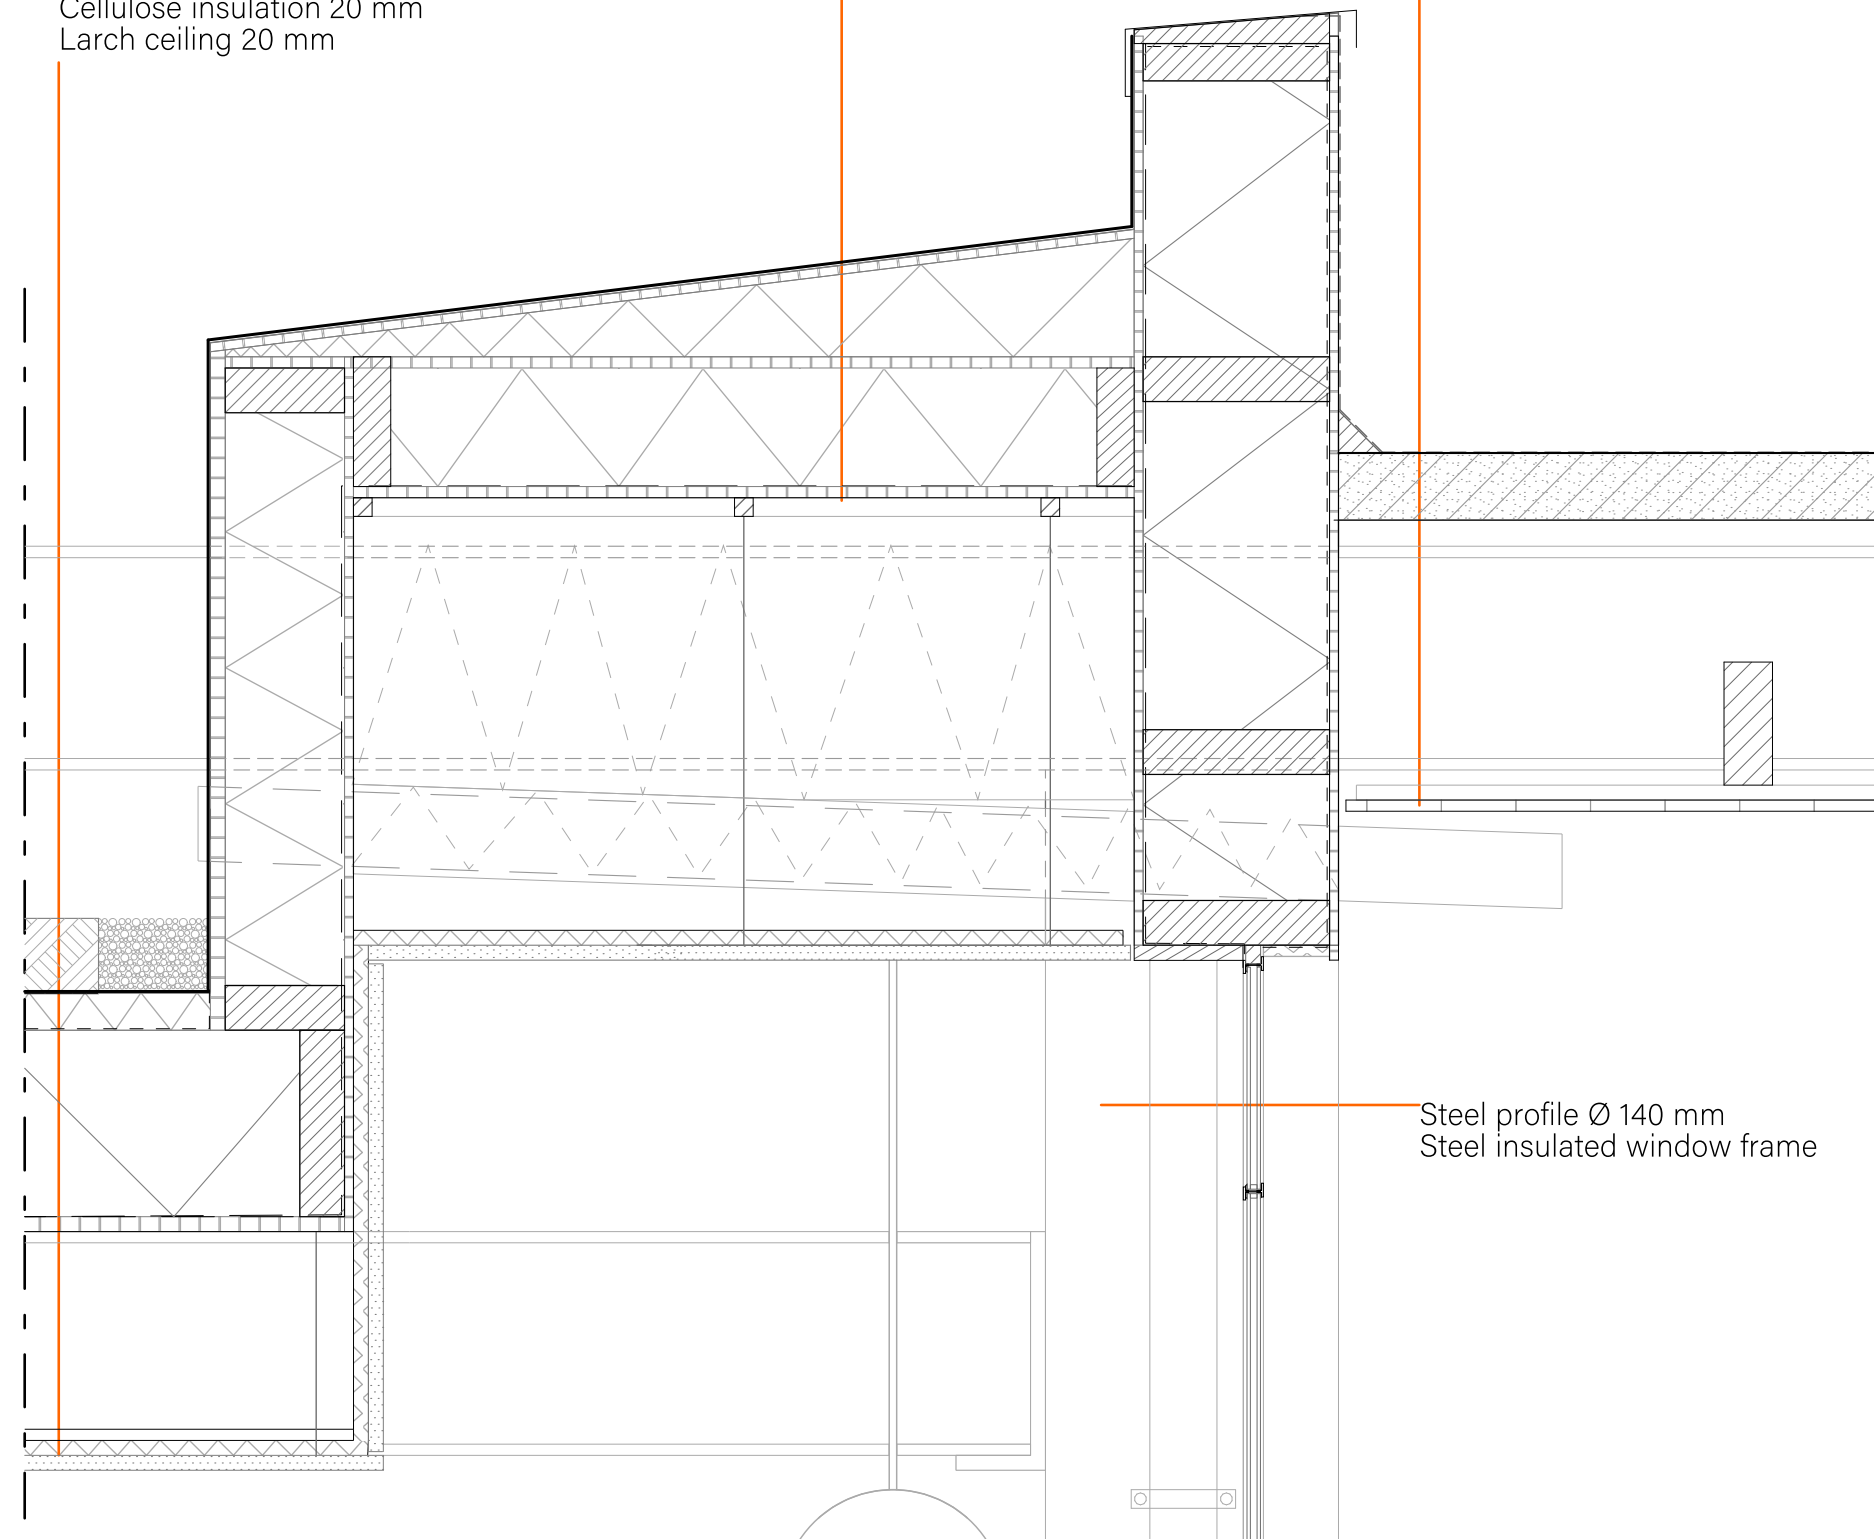 Cellulose insulation 20 mm
Larch ceiling 20 mm
Steel profile Ø 140 mm
Steel insulated window frame